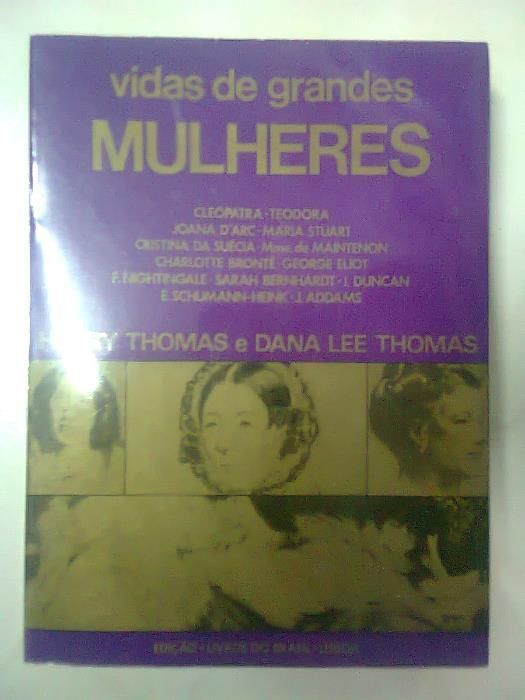 vidas de grandes
MULHERES
CLEÓPATRA · TEODORA
JOANA D'ARC · MARIA STUART
CRISTINA DA SUÉCIA · Mme. de MAINTENON
CHARLOTTE BRONTË · GEORGE ELIOT
F. NIGHTINGALE · SARAH BERNHARDT · I. DUNCAN
E. SCHUMANN-HEINK · J. ADDAMS
THOMAS e DANA LEE THOMAS
EDIÇÃO · LIVROS DO BRASIL · LISBOA